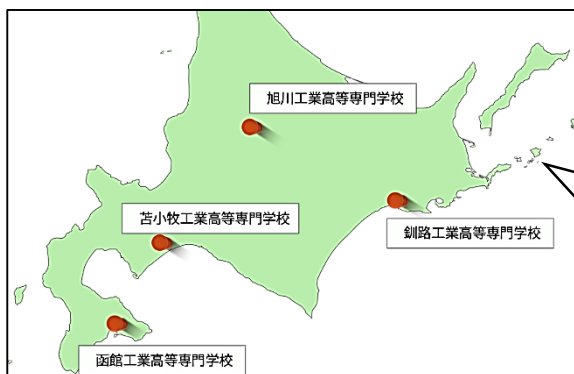 旭川工業高等専門学校
苫小牧工業高等専門学校
釧路工業高等専門学校
函館工業高等専門学校